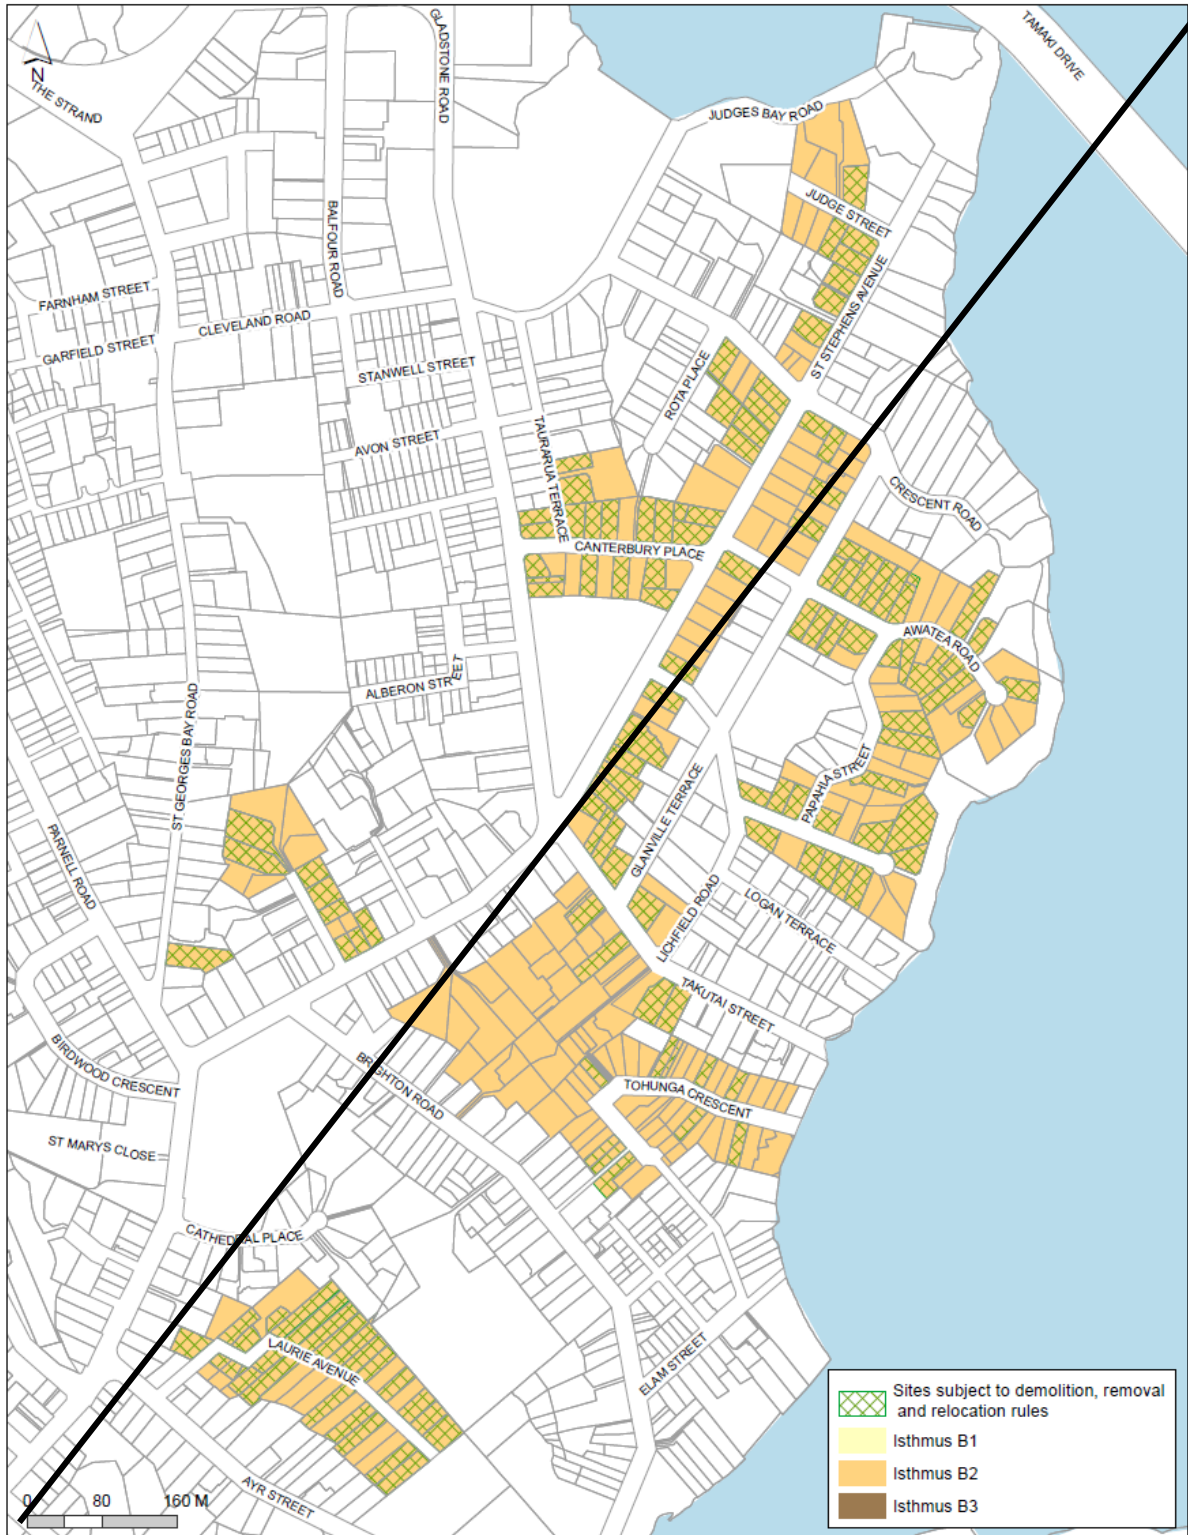 TAMAKI DRIVE
GLADSTONE ROAD
N
THE STRAND
JUDGES BAY ROAD
JUDGE STREET
BALFOUR ROAD
ST STEPHENS AVENUE
FARNHAM STREET
CLEVELAND ROAD
GARFIELD STREET
STANWELL STREET
ROTA PLACE
AVON STREET
TAURARUA TERRACE
CRESCENT ROAD
CANTERBURY PLACE
AWATEA ROAD
ALBERON STREET
ST GEORGES BAY ROAD
PAPAHIA STREET
GLANVILLE TERRACE
PARNELL ROAD
LICHFIELD ROAD
LOGAN TERRACE
TAKUTAI STREET
BIRDWOOD CRESCENT
BRIGHTON ROAD
TOHUNGA CRESCENT
ST MARYS CLOSE
CATHEDRAL PLACE
LAURIE AVENUE
ELAM STREET
AYR STREET
0 80 160 M
Sites subject to demolition, removal
and relocation rules
Isthmus B1
Isthmus B2
Isthmus B3